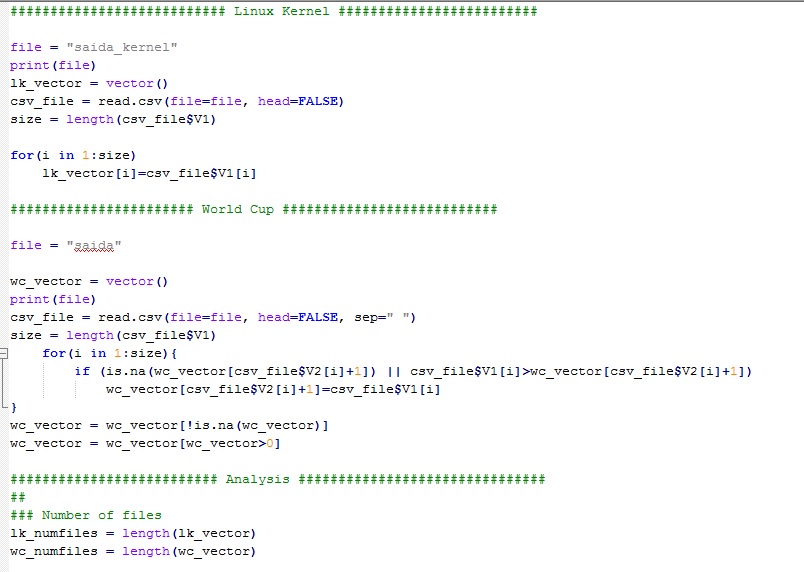 ########################### Linux Kernel #########################
file = "saida_kernel"
print(file)
lk_vector = vector()
csv_file = read.csv(file=file, head=FALSE)
size = length(csv_file$V1)
for(i in 1:size)
    lk_vector[i]=csv_file$V1[i]
####################### World Cup ###########################
file = "saida"
wc_vector = vector()
print(file)
csv_file = read.csv(file=file, head=FALSE, sep=" ")
size = length(csv_file$V1)
    for(i in 1:size){
        if (is.na(wc_vector[csv_file$V2[i]+1]) || csv_file$V1[i]>wc_vector[csv_file$V2[i]+1])
            wc_vector[csv_file$V2[i]+1]=csv_file$V1[i]
}
wc_vector = wc_vector[!is.na(wc_vector)]
wc_vector = wc_vector[wc_vector>0]
########################## Analysis ###############################
##
### Number of files
lk_numfiles = length(lk_vector)
wc_numfiles = length(wc_vector)